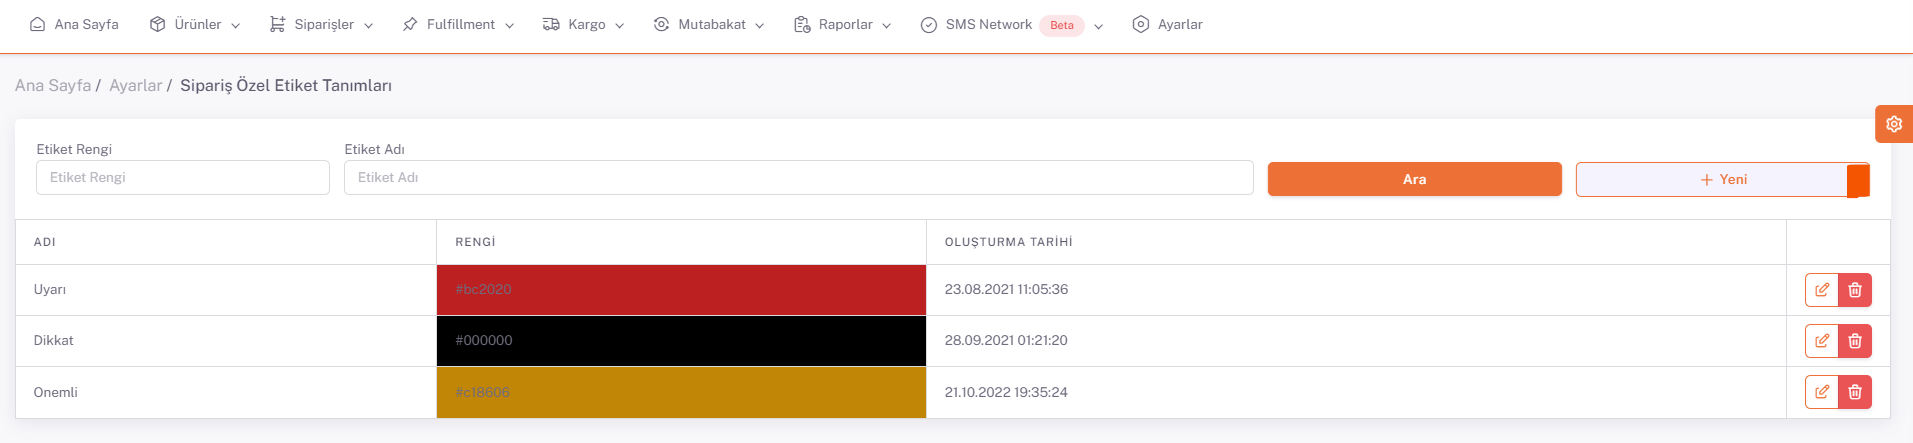 Ana Sayfa Ürünler Siparişler Fulfillment Kargo Mutabakat Raporlar SMS Network Beta Ayarlar
Ana Sayfa / Ayarlar / Sipariş Özel Etiket Tanımları
Etiket Rengi Etiket Adı
Etiket Rengi Etiket Adı Ara + Yeni
ADI RENGİ OLUŞTURMA TARİHİ
Uyarı #bc2020 23.08.2021 11:05:36
Dikkat #000000 28.09.2021 01:21:20
Onemli #c18606 21.10.2022 19:35:24